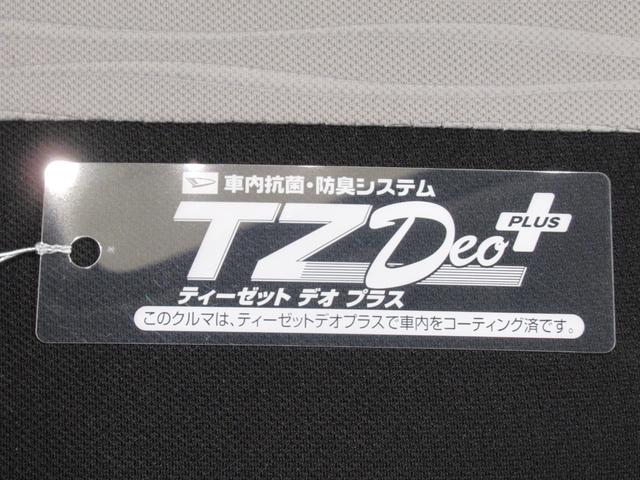 車内抗菌・防臭システム
TZ Deo PLUS
ティーゼット デオ プラス
このクルマは、ティーゼットデオプラスで車内をコーティング済です。